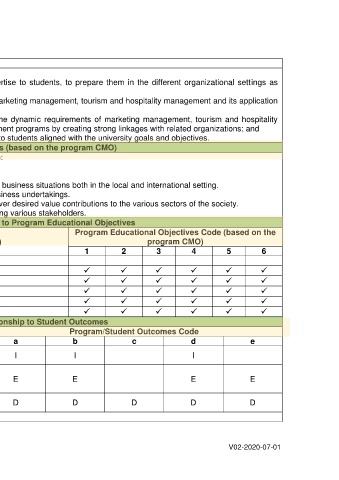 rtise to students, to prepare them in the different organizational settings as
arketing management, tourism and hospitality management and its application
he dynamic requirements of marketing management, tourism and hospitality
ment programs by creating strong linkages with related organizations; and
to students aligned with the university goals and objectives.
s (based on the program CMO)
:
business situations both in the local and international setting.
siness undertakings.
ver desired value contributions to the various sectors of the society.
ng various stakeholders.
to Program Educational Objectives
) Program Educational Objectives Code (based on the
program CMO)
1 2 3 4 5 6
✓ ✓ ✓ ✓ ✓ ✓
✓ ✓ ✓ ✓ ✓ ✓
✓ ✓ ✓ ✓ ✓ ✓
✓ ✓ ✓ ✓ ✓ ✓
✓ ✓ ✓ ✓ ✓ ✓
onship to Student Outcomes
Program/Student Outcomes Code
a b c d e
I I I
E E E E
D D D D D
V02-2020-07-01